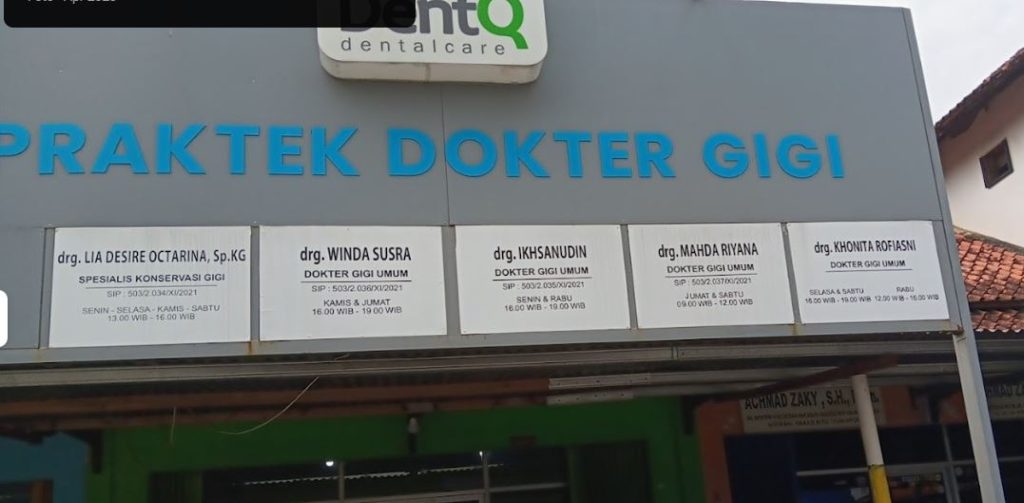 DentQ
dentalcare
PRAKTEK DOKTER GIGI
drg. LIA DESIRE OCTARINA, Sp.KG
SPESIALIS KONSERVASI GIGI
SIP : 503/2.034/XI/2021
SENIN - SELASA - KAMIS - SABTU
13.00 WIB - 16.00 WIB
drg. WINDA SUSRA
DOKTER GIGI UMUM
SIP : 503/2.036/XI/2021
KAMIS & JUMAT
16.00 WIB - 19.00 WIB
drg. IKHSANUDIN
DOKTER GIGI UMUM
SIP : 503/2.035/XI/2021
SENIN & RABU
16.00 WIB - 19.00 WIB
drg. MAHDA RIYANA
DOKTER GIGI UMUM
SIP : 503/2.037/XI/2021
JUMAT & SABTU
09.00 WIB - 12.00 WIB
drg. KHONITA ROFIASNI
DOKTER GIGI UMUM
SELASA & SABTU RABU
16.00 WIB - 19.00 WIB 12.00 WIB - 16.00 WIB
ACHMAD ZAKY , S.H.,